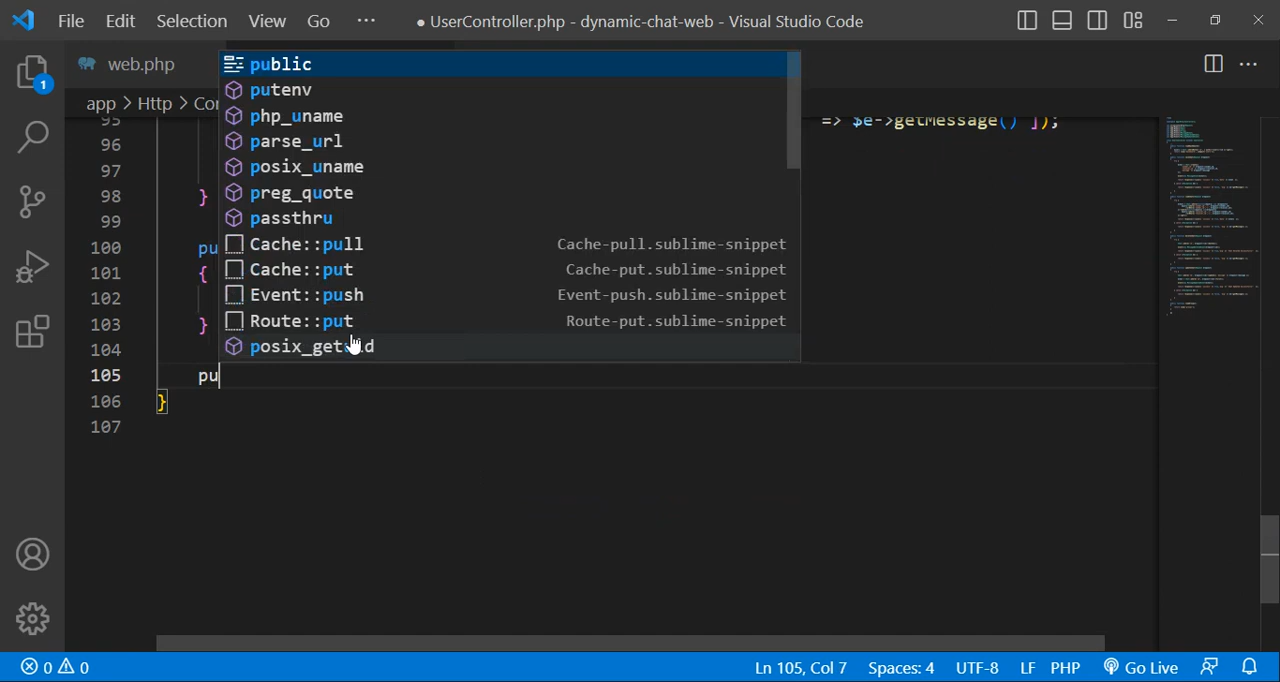 File Edit Selection View Go ··· ● UserController.php - dynamic-chat-web - Visual Studio Code
1
web.php
app > Http > Co
public
putenv
php_uname
parse_url
posix_uname
preg_quote
passthru
Cache::pull Cache-pull.sublime-snippet
Cache::put Cache-put.sublime-snippet
Event::push Event-push.sublime-snippet
Route::put Route-put.sublime-snippet
95 => $e->getMessage() ]);
96
97
98 }
99
100 pu
101 {
102
103 }
104
105 pu
106 }
107
0 0 Ln 105, Col 7 Spaces: 4 UTF-8 LF PHP Go Live